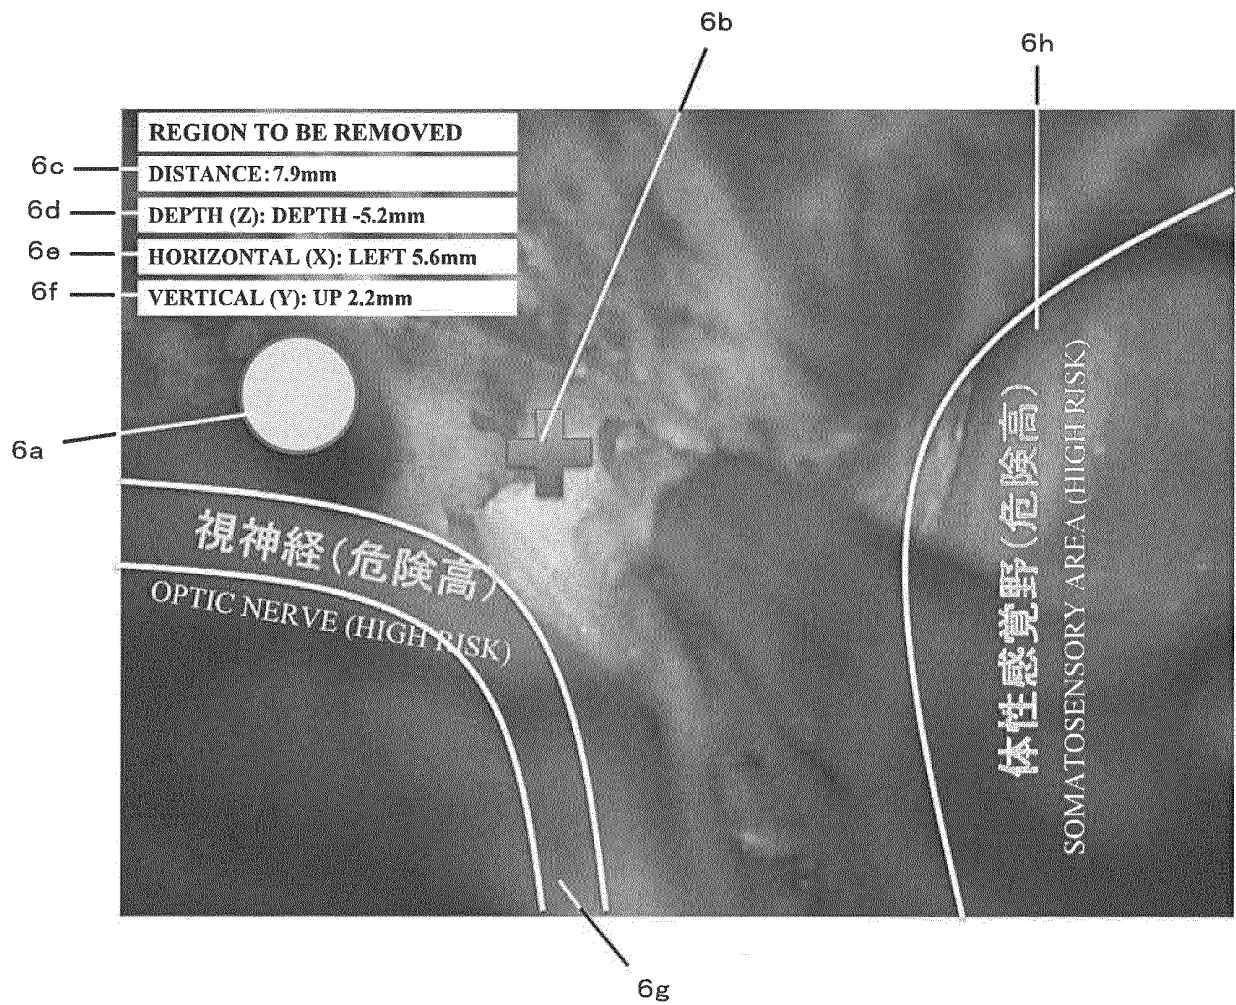 6b
6h
REGION TO BE REMOVED
6c
DISTANCE: 7.9mm
6d
DEPTH (Z): DEPTH -5.2mm
6e
HORIZONTAL (X): LEFT 5.6mm
6f
VERTICAL (Y): UP 2.2mm
6a
視神経(危険高)
OPTIC NERVE (HIGH RISK)
体性感覚野(危険高)
SOMATOSENSORY AREA (HIGH RISK)
6g